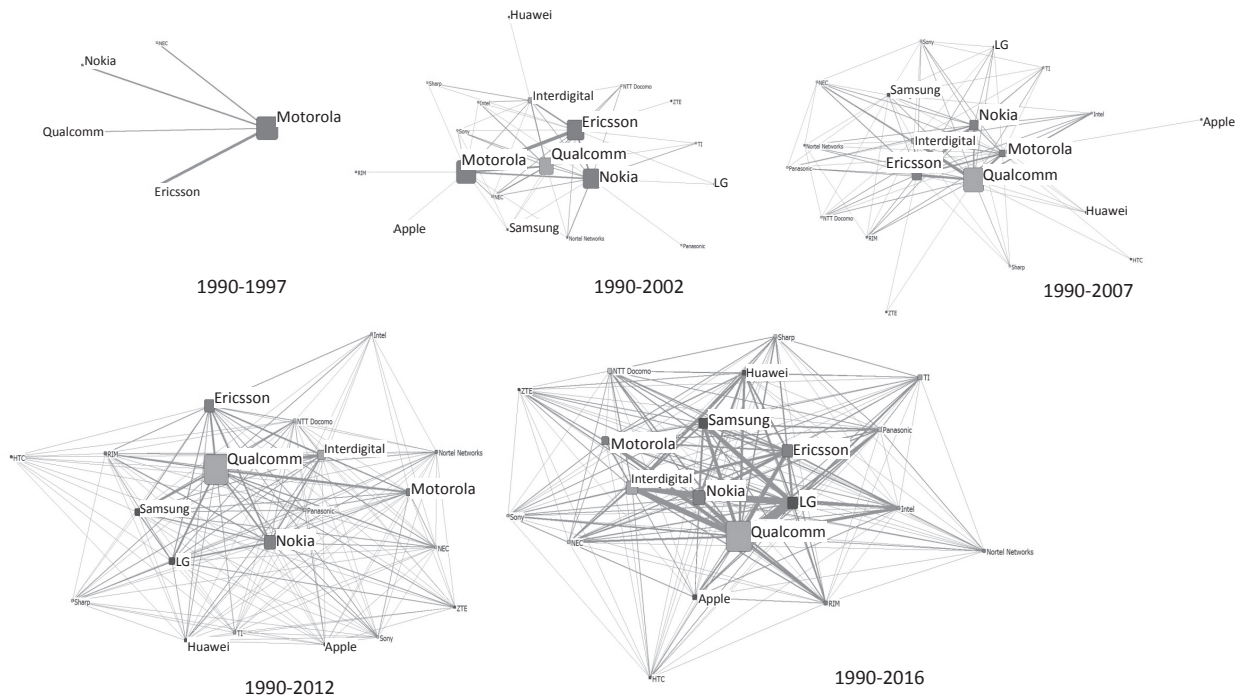 NEC
Nokia
Motorola
Qualcomm
Ericsson
1990-1997
Huawei
Sharp
Intel
Interdigital
NTT Docomo
ZTE
Sony
Ericsson
TI
Motorola
Qualcomm
RIM
Nokia
LG
NEC
Apple
Samsung
Nortel Networks
Panasonic
1990-2002
Sony
LG
TI
NEC
Samsung
Nokia
Intel
Apple
Interdigital
Nortel Networks
Motorola
Panasonic
Ericsson
Qualcomm
NTT Docomo
Huawei
RIM
HTC
Sharp
1990-2007
ZTE
Intel
Ericsson
NTT Docomo
HTC
RIM
Interdigital
Nortel Networks
Qualcomm
Motorola
Samsung
Panasonic
Nokia
NEC
LG
Sharp
ZTE
TI
Huawei
Apple
Sony
1990-2012
Sharp
NTT Docomo
Huawei
TI
ZTE
Samsung
Panasonic
Motorola
Ericsson
Interdigital
Nokia
LG
Intel
Sony
Qualcomm
NEC
Nortel Networks
Apple
RIM
HTC
1990-2016